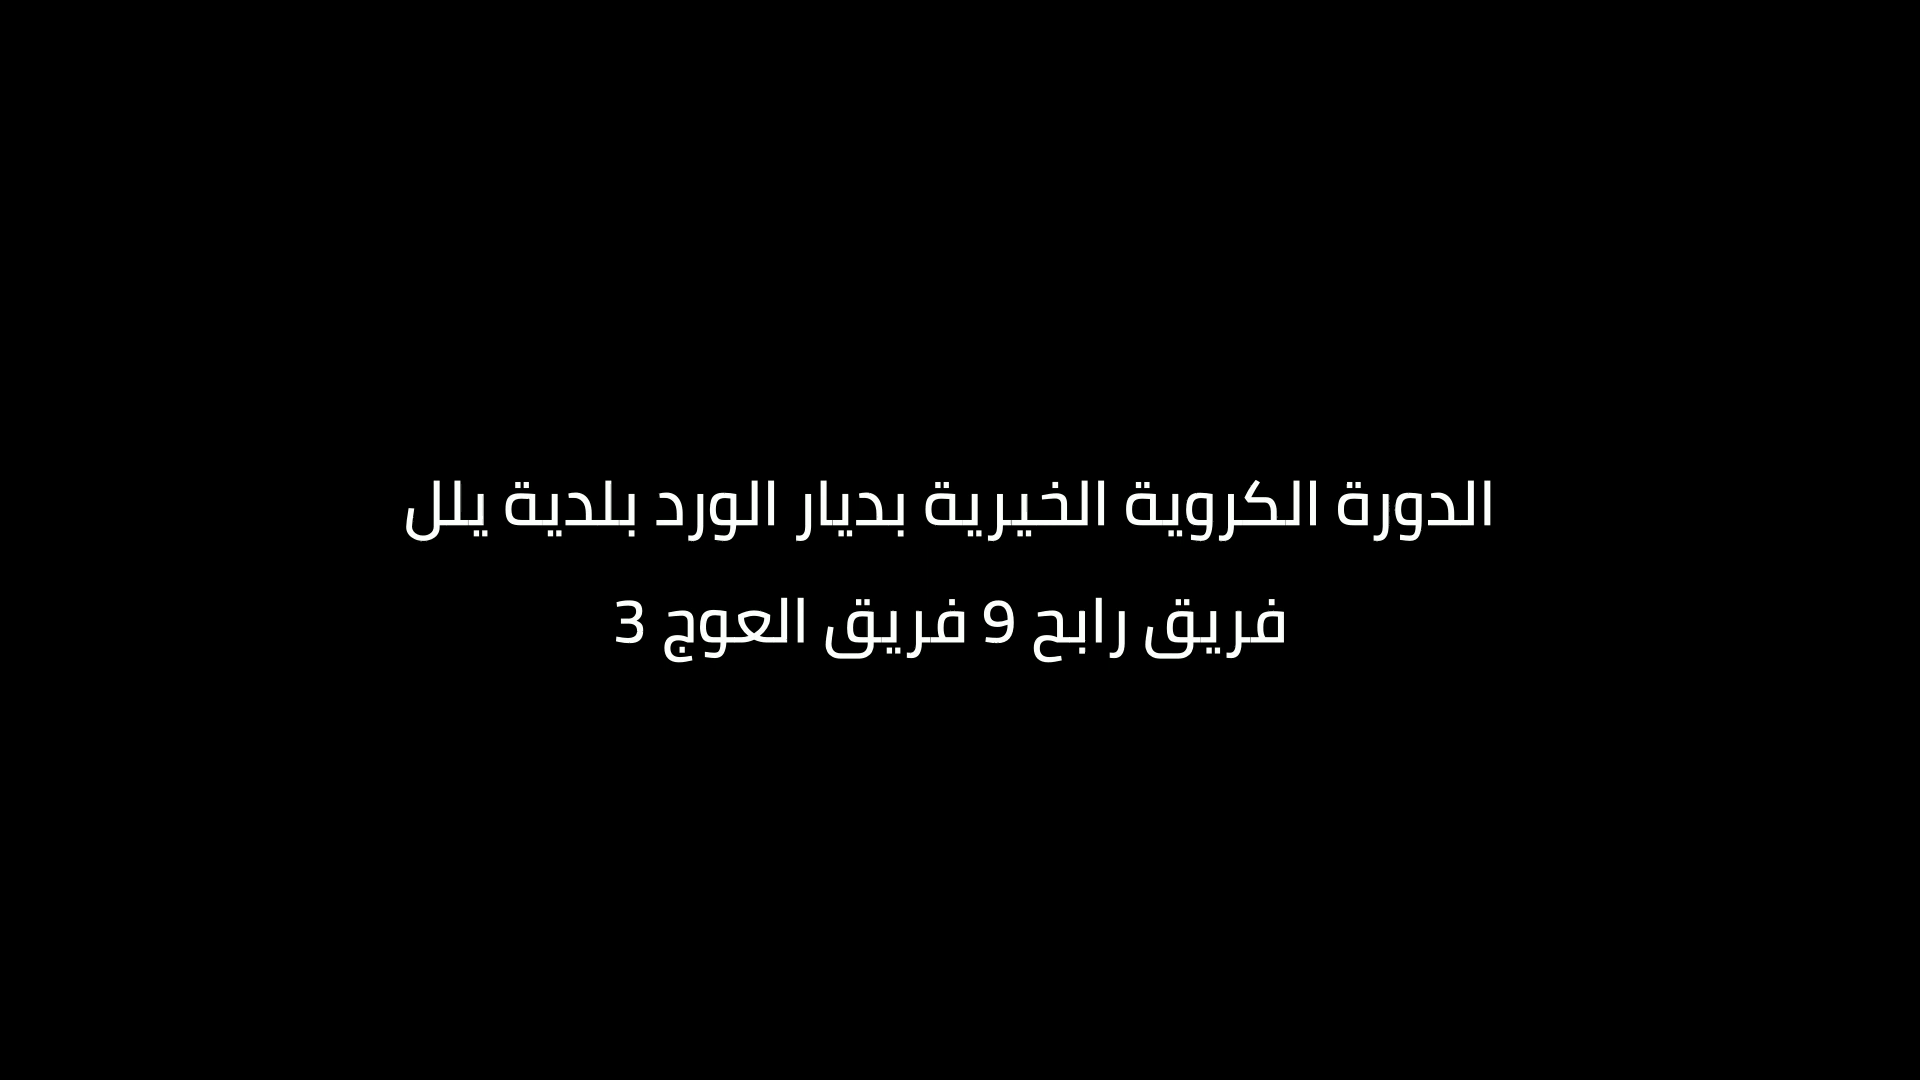 الدورة الكروية الخيرية بديار الورد بلدية يلل
فريق رابح 9 فريق العوج 3